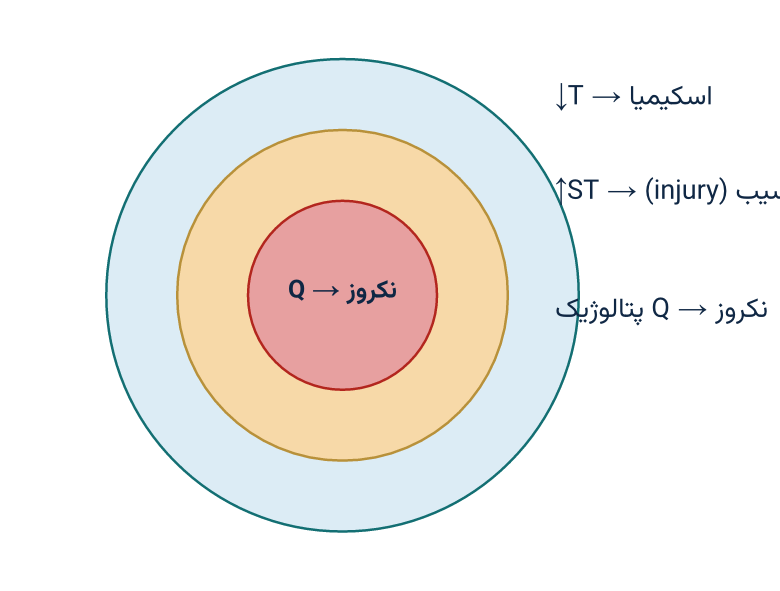 اسکیمیا → T↓
(injury) → ST↑
نکروز → Q
نکروز → Q پتالوژیک